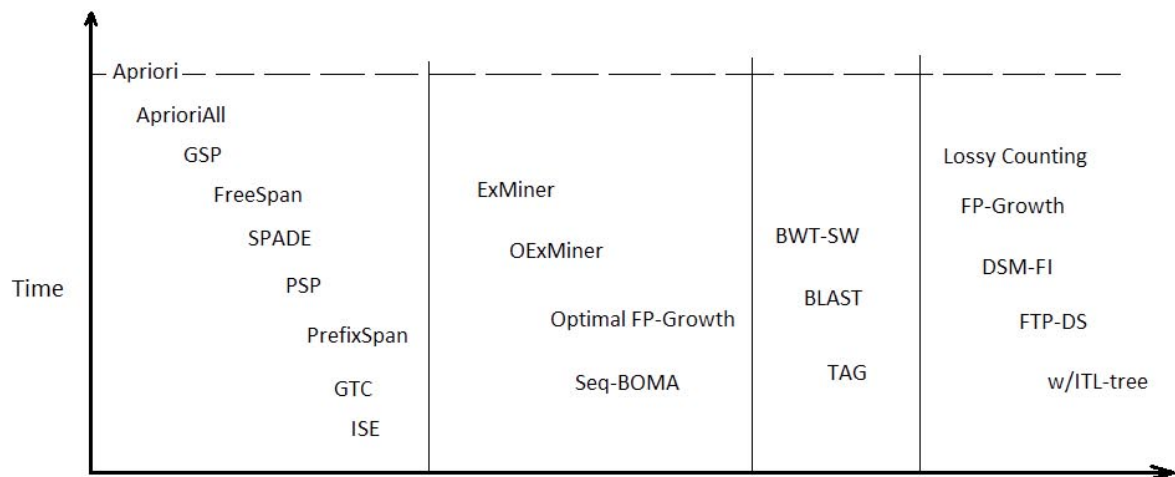 Apriori
AprioriAll
GSP
FreeSpan
SPADE
PSP
PrefixSpan
GTC
ISE
ExMiner
OExMiner
Optimal FP-Growth
Seq-BOMA
BWT-SW
BLAST
TAG
Lossy Counting
FP-Growth
DSM-FI
FTP-DS
w/ITL-tree
Time